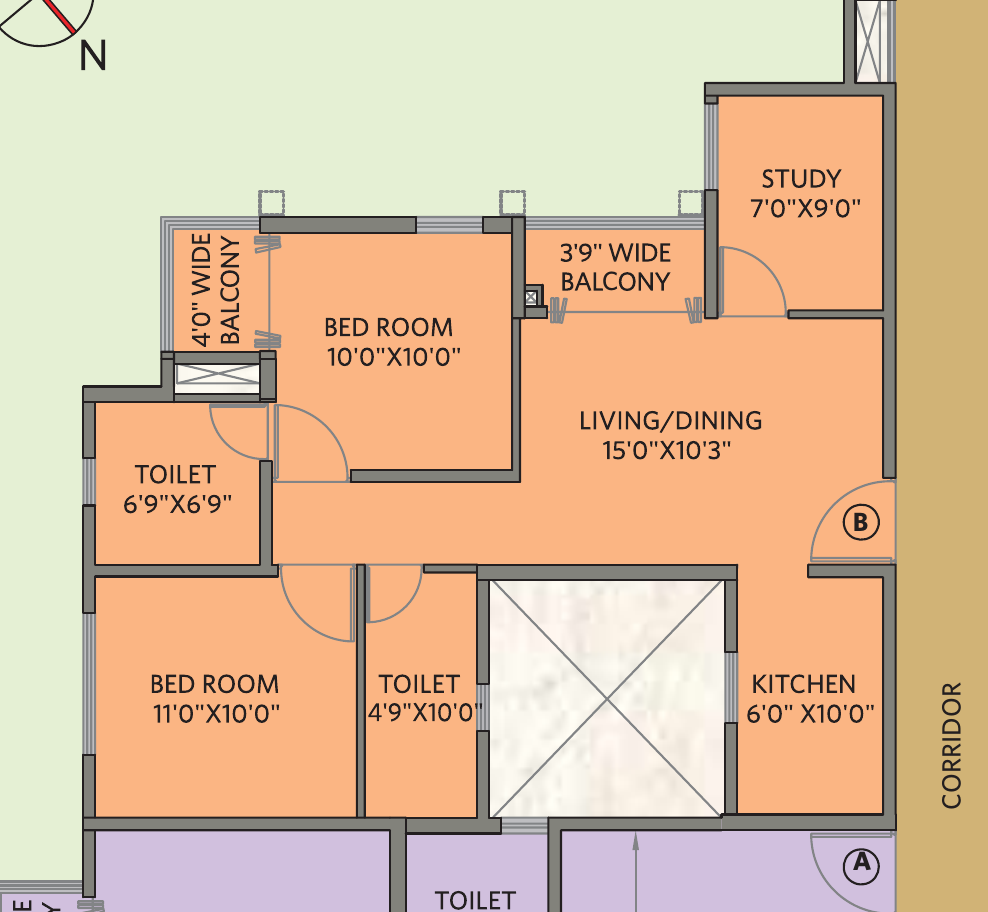 N
STUDY
7'0"X9'0"
4'0" WIDE
BALCONY
3'9" WIDE
BALCONY
BED ROOM
10'0"X10'0"
LIVING/DINING
15'0"X10'3"
TOILET
6'9"X6'9"
B
BED ROOM
11'0"X10'0"
TOILET
4'9"X10'0"
KITCHEN
6'0" X10'0"
CORRIDOR
A
TOILET